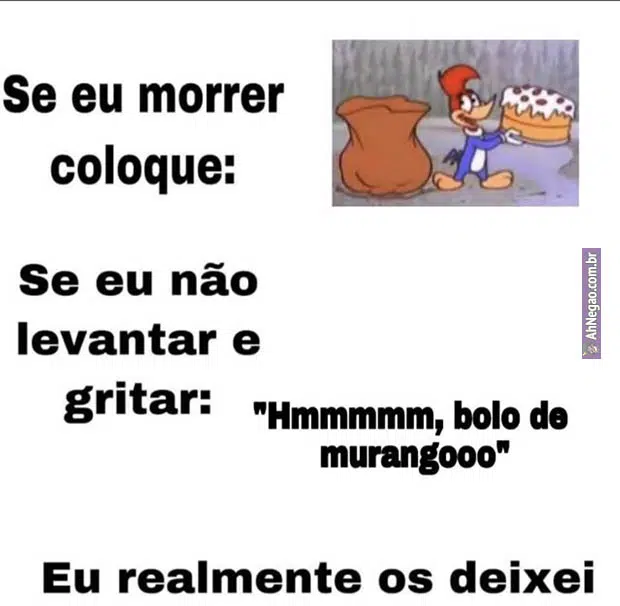 Se eu morrer
coloque:
Se eu não
levantar e
gritar:
"Hmmmmm, bolo de
murangooo"
AhNegao.com.br
Eu realmente os deixei